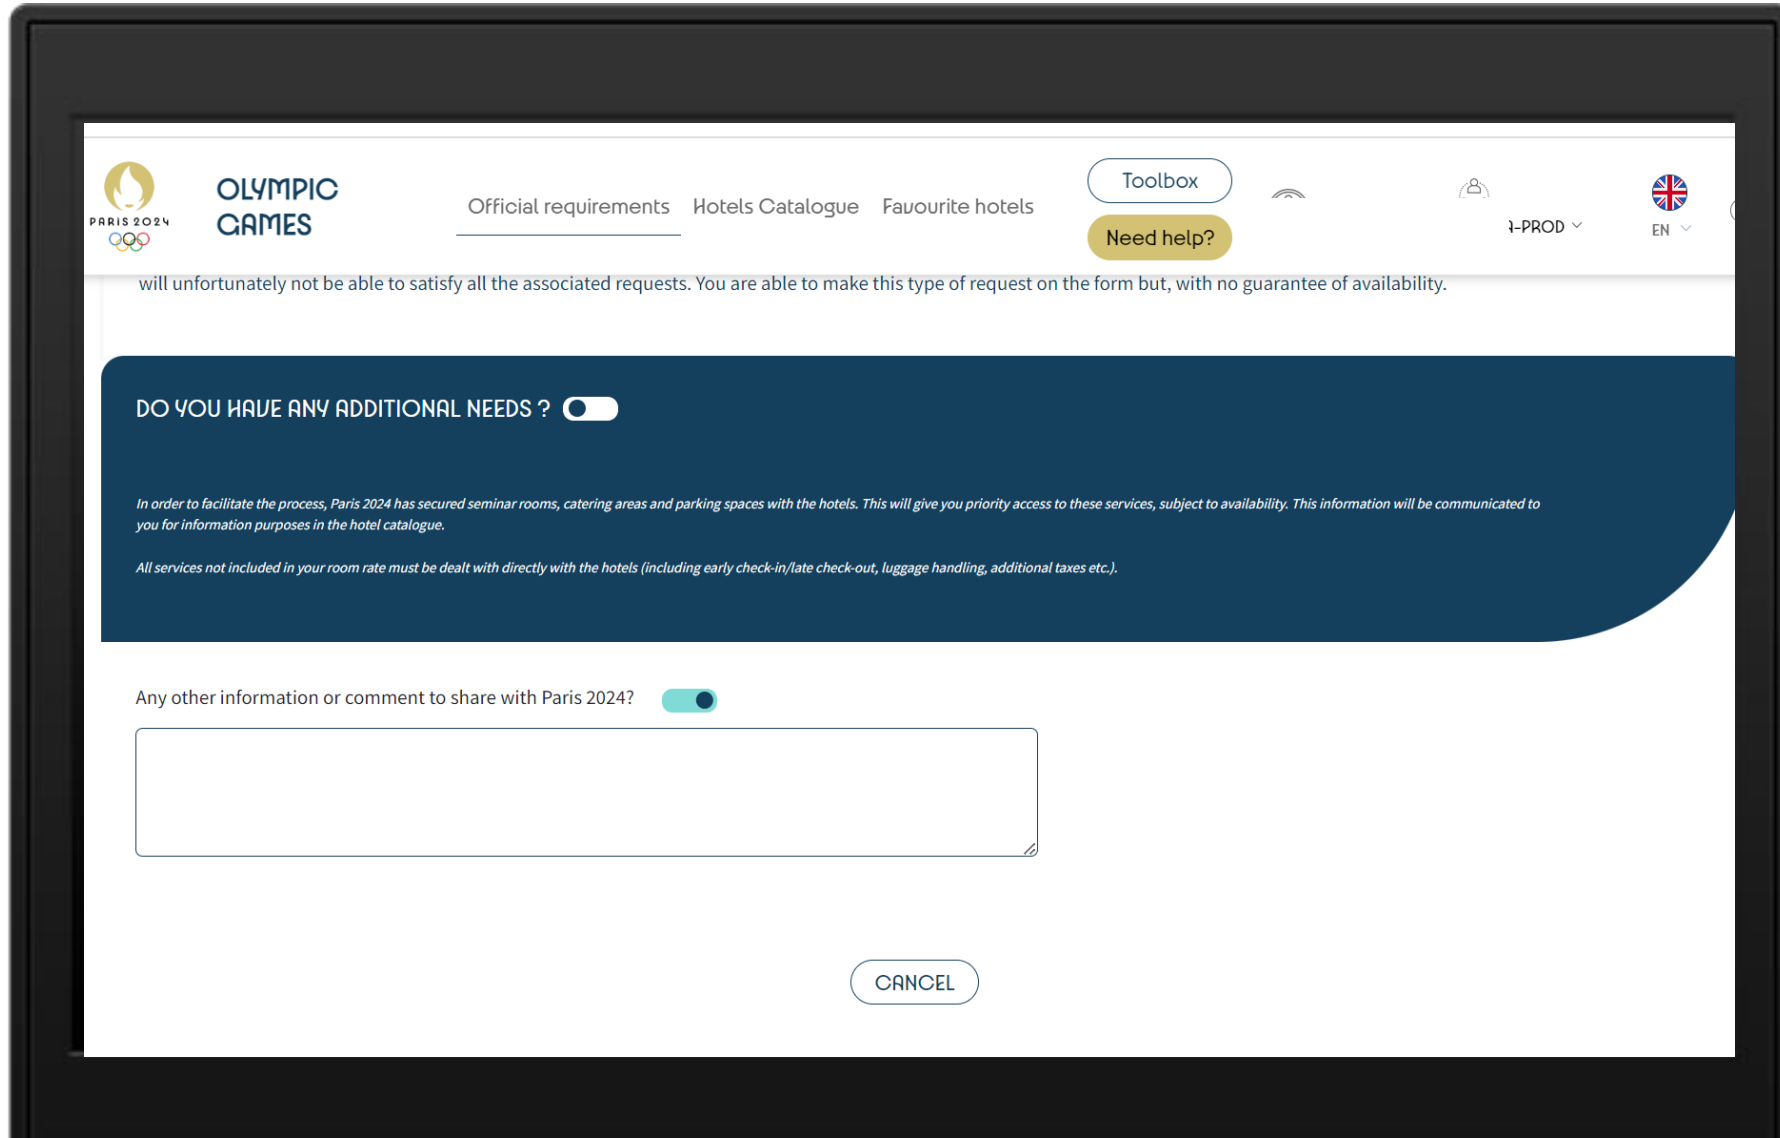 PARIS 2024
OLYMPIC
GAMES
Official requirements
Hotels Catalogue
Favourite hotels
Toolbox
Need help?
-PROD
EN
will unfortunately not be able to satisfy all the associated requests. You are able to make this type of request on the form but, with no guarantee of availability.
DO YOU HAVE ANY ADDITIONAL NEEDS ?
In order to facilitate the process, Paris 2024 has secured seminar rooms, catering areas and parking spaces with the hotels. This will give you priority access to these services, subject to availability. This information will be communicated to
you for information purposes in the hotel catalogue.
All services not included in your room rate must be dealt with directly with the hotels (including early check-in/late check-out, luggage handling, additional taxes etc.).
Any other information or comment to share with Paris 2024?
CANCEL